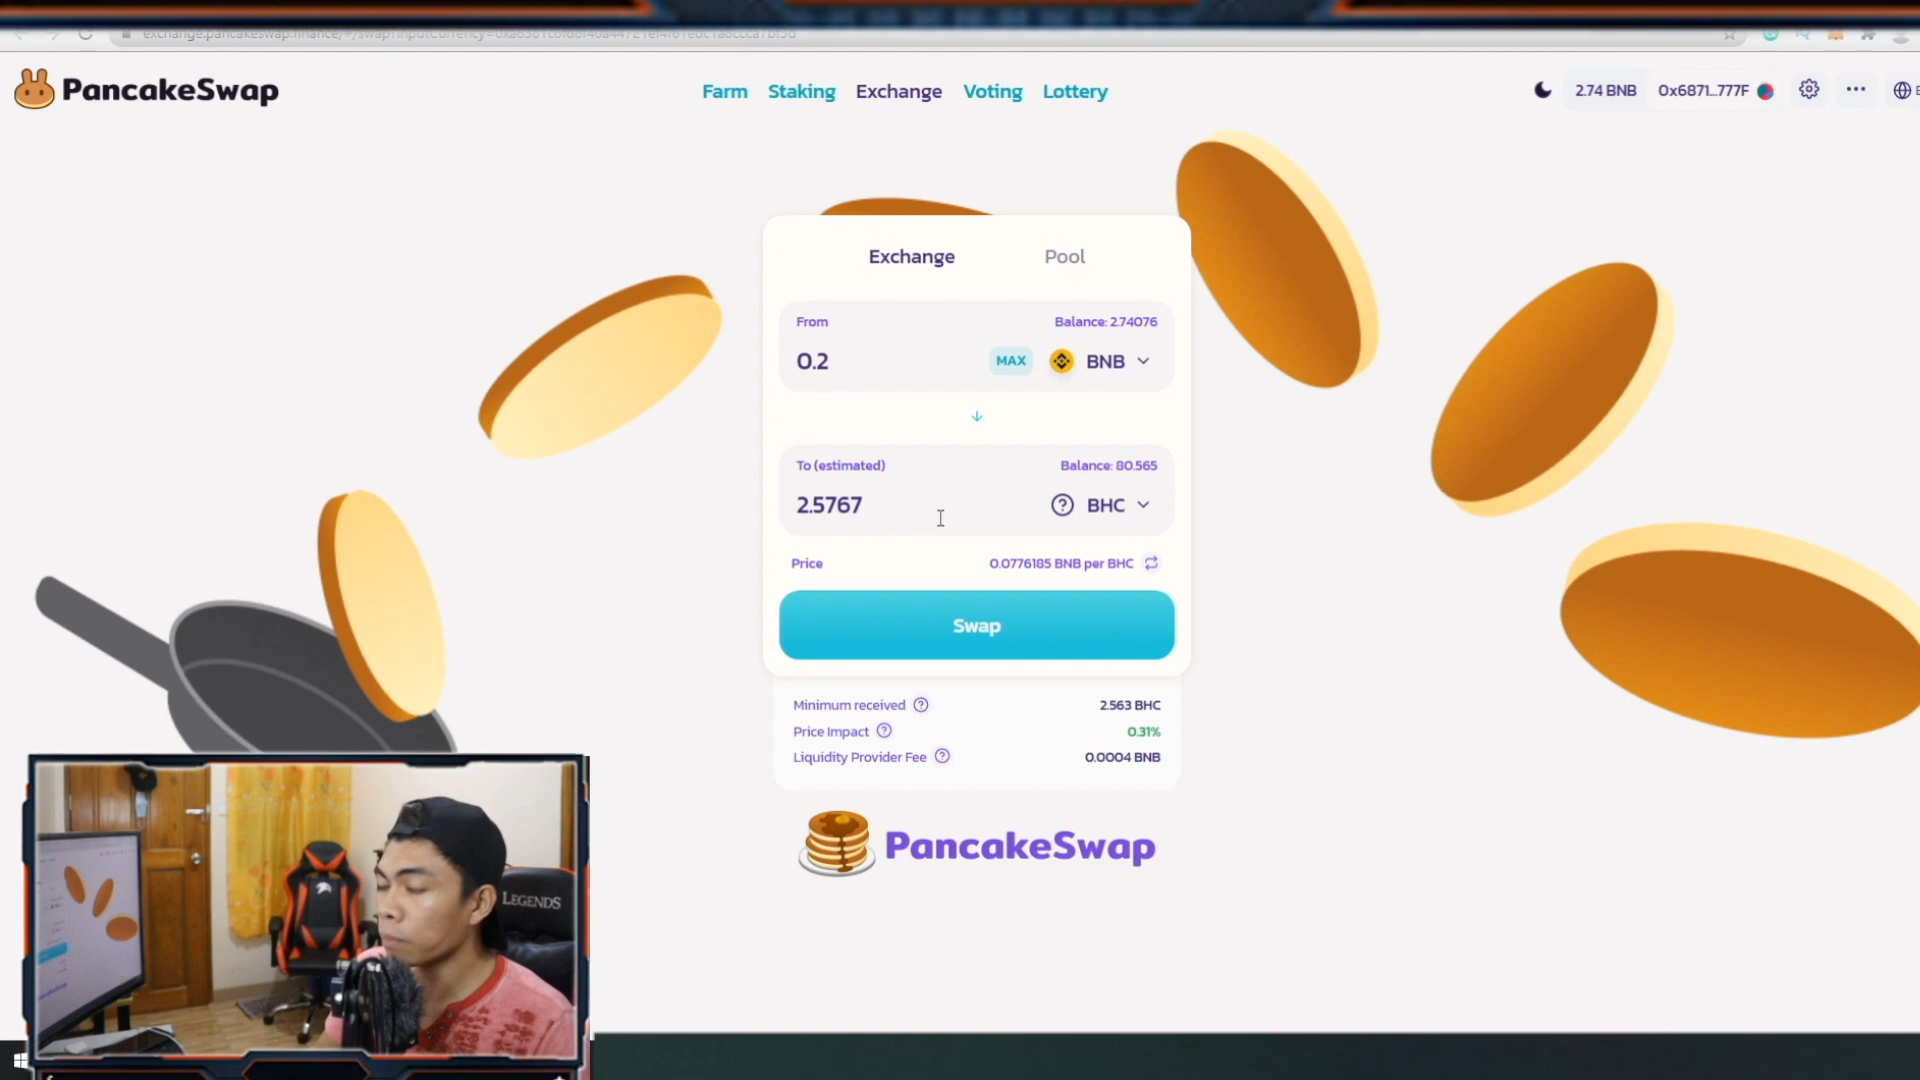 PancakeSwap
Farm Staking Exchange Voting Lottery
2.74 BNB 0x6871...777F
Exchange Pool
From Balance: 2.74076
0.2 MAX BNB
To (estimated) Balance: 80.565
2.5767 BHC
Price 0.0776185 BNB per BHC
Swap
Minimum received 2.563 BHC
Price Impact 0.31%
Liquidity Provider Fee 0.0004 BNB
PancakeSwap
LEGENDS